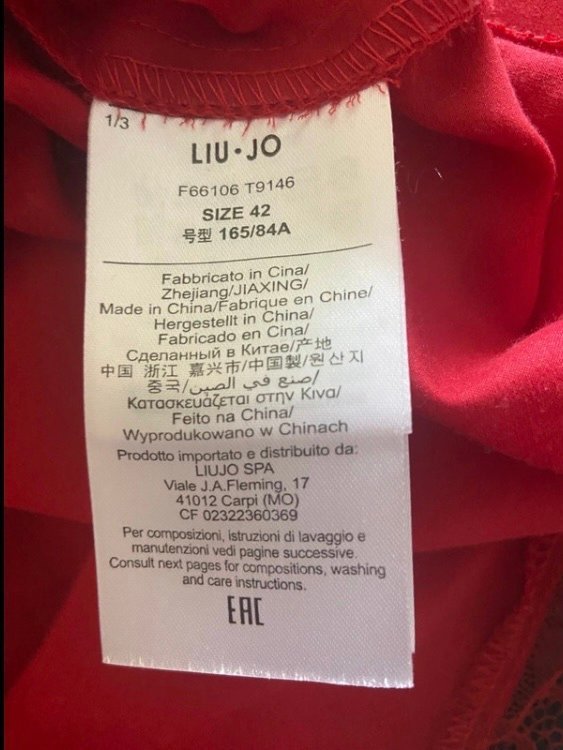 1/3
LIU•JO
F66106 T9146
SIZE 42
号型 165/84A
Fabbricato in Cina/
Zhejiang/JIAXING/
Made in China/Fabrique en Chine/
Hergestellt in China/
Fabricado en Cina/
Сделанный в Китае/产地
中国 浙江 嘉兴市/中国製/원산지
중국/صنع في الصين/
Κατασκευάζεται στην Κινα/
Feito na China/
Wyprodukowano w Chinach
Prodotto importato e distribuito da:
LIUJO SPA
Viale J.A.Fleming, 17
41012 Carpi (MO)
CF 02322360369
Per composizioni, istruzioni di lavaggio e
manutenzioni vedi pagine successive.
Consult next pages for compositions, washing
and care instructions.
EAC